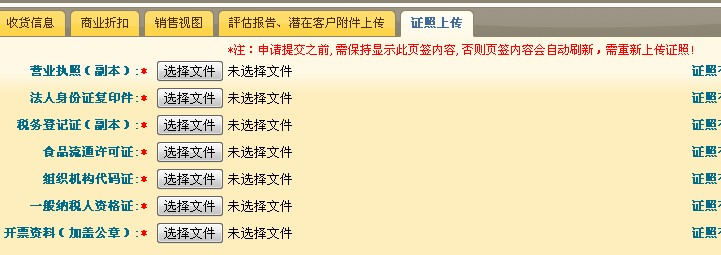 收货信息 商业折扣 销售视图 评估报告、潜在客户附件上传 证照上传
*注：申请提交之前,需保持显示此页签内容,否则页签内容会自动刷新，需重新上传证照!
营业执照（副本）:* 选择文件 未选择文件 证照
法人身份证复印件:* 选择文件 未选择文件 证照
税务登记证（副本）:* 选择文件 未选择文件 证照
食品流通许可证:* 选择文件 未选择文件 证照
组织机构代码证:* 选择文件 未选择文件 证照
一般纳税人资格证:* 选择文件 未选择文件 证照
开票资料（加盖公章）:* 选择文件 未选择文件 证照